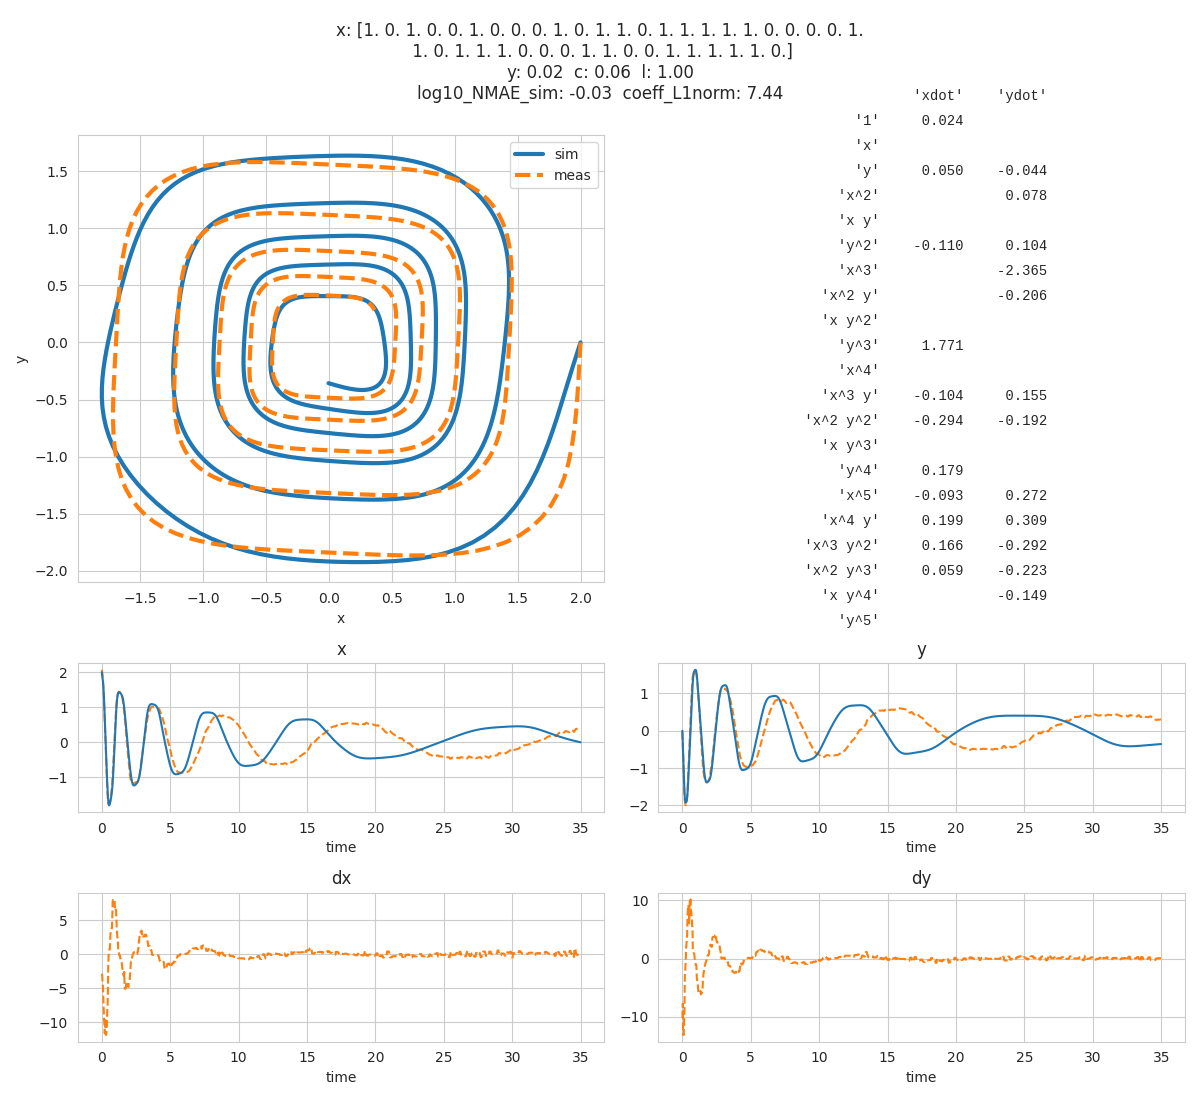 x: [1. 0. 1. 0. 0. 1. 0. 0. 0. 1. 0. 1. 1. 0. 1. 1. 1. 1. 1. 0. 0. 0. 0. 1.
1. 0. 1. 1. 1. 0. 0. 0. 0. 1. 1. 0. 0. 1. 1. 1. 1. 1. 0.]
y: 0.02 c: 0.06 l: 1.00
log10_NMAE_sim: -0.03 coeff_L1norm: 7.44
'xdot' 'ydot'
'1' 0.024
'x'
'y' 0.050 -0.044
'x^2' 0.078
'x y'
'y^2' -0.110 0.104
'x^3' -2.365
'x^2 y' -0.206
'x y^2'
'y^3' 1.771
'x^4'
'x^3 y' -0.104 0.155
'x^2 y^2' -0.294 -0.192
'x y^3'
'y^4' 0.179
'x^5' -0.093 0.272
'x^4 y' 0.199 0.309
'x^3 y^2' 0.166 -0.292
'x^2 y^3' 0.059 -0.223
'x y^4' -0.149
'y^5'
sim
meas
1.5
1.0
0.5
0.0
−0.5
−1.0
−1.5
−2.0
y
−1.5 −1.0 −0.5 0.0 0.5 1.0 1.5 2.0
x
x
2
1
0
−1
0 5 10 15 20 25 30 35
time
y
1
0
−1
−2
0 5 10 15 20 25 30 35
time
dx
5
0
−5
−10
0 5 10 15 20 25 30 35
time
dy
10
0
−10
0 5 10 15 20 25 30 35
time